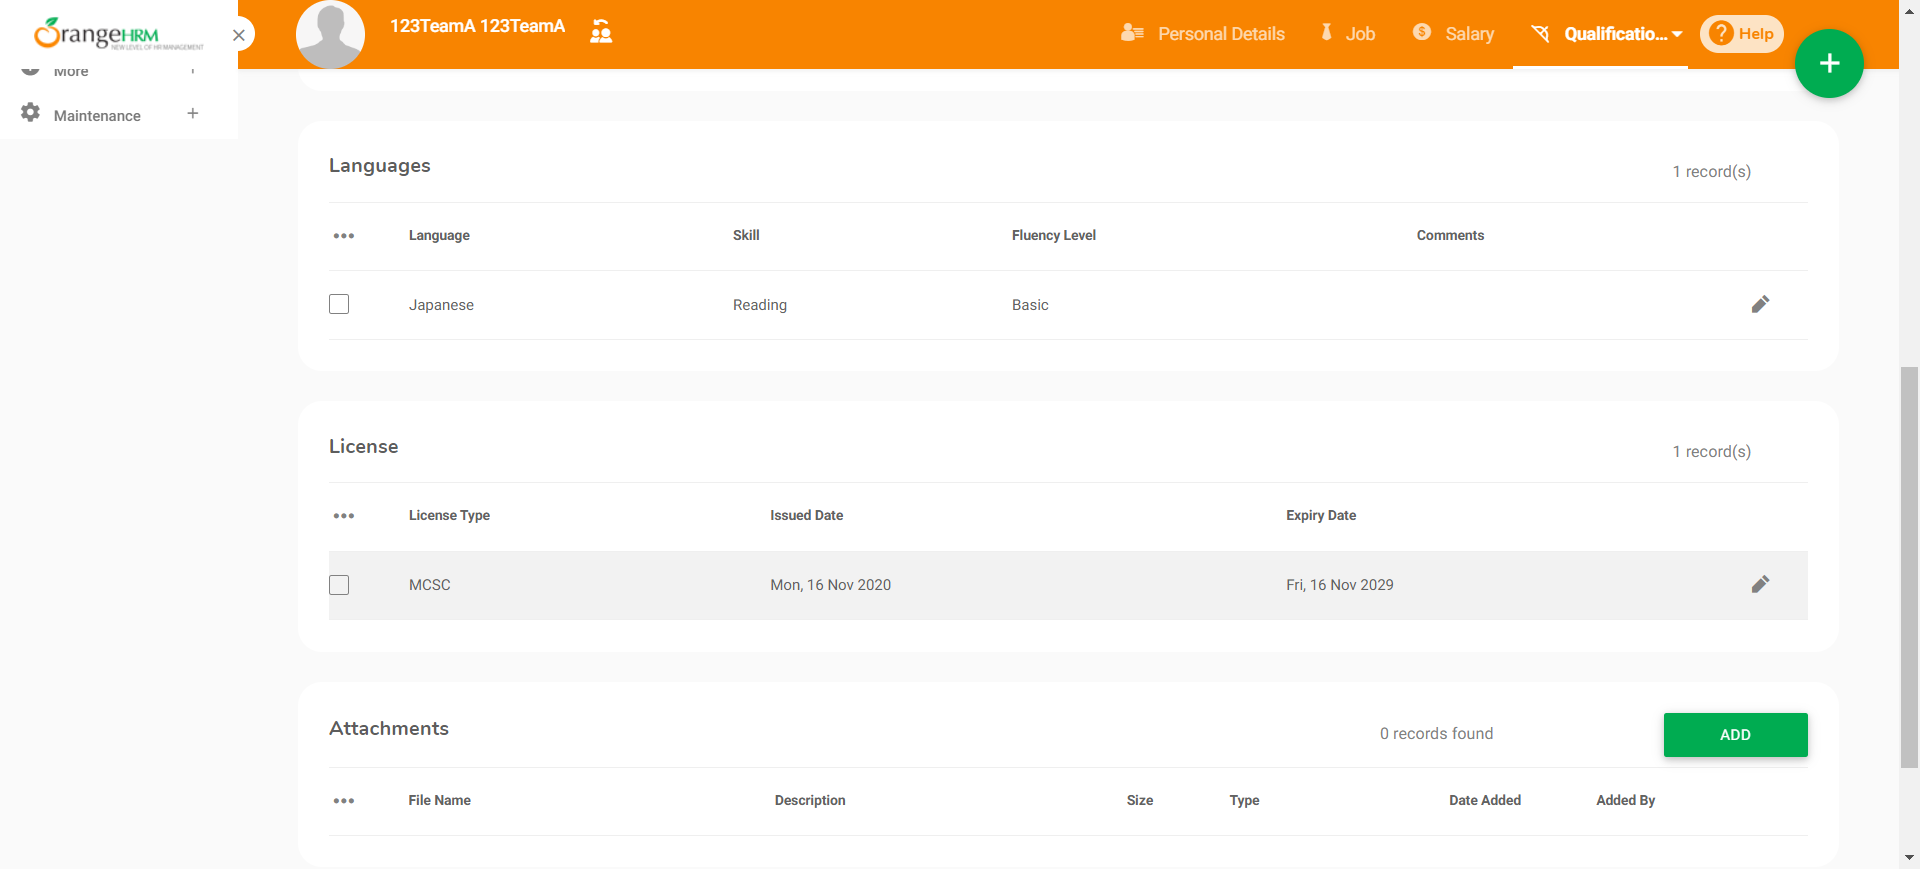 OrangeHRM
NEW LEVEL OF HR MANAGEMENT
123TeamA 123TeamA
Personal Details
Job
Salary
Qualificatio...
Help
More
Maintenance
Languages
1 record(s)
Language Skill Fluency Level Comments
Japanese Reading Basic
License
1 record(s)
License Type Issued Date Expiry Date
MCSC Mon, 16 Nov 2020 Fri, 16 Nov 2029
Attachments
0 records found
ADD
File Name Description Size Type Date Added Added By